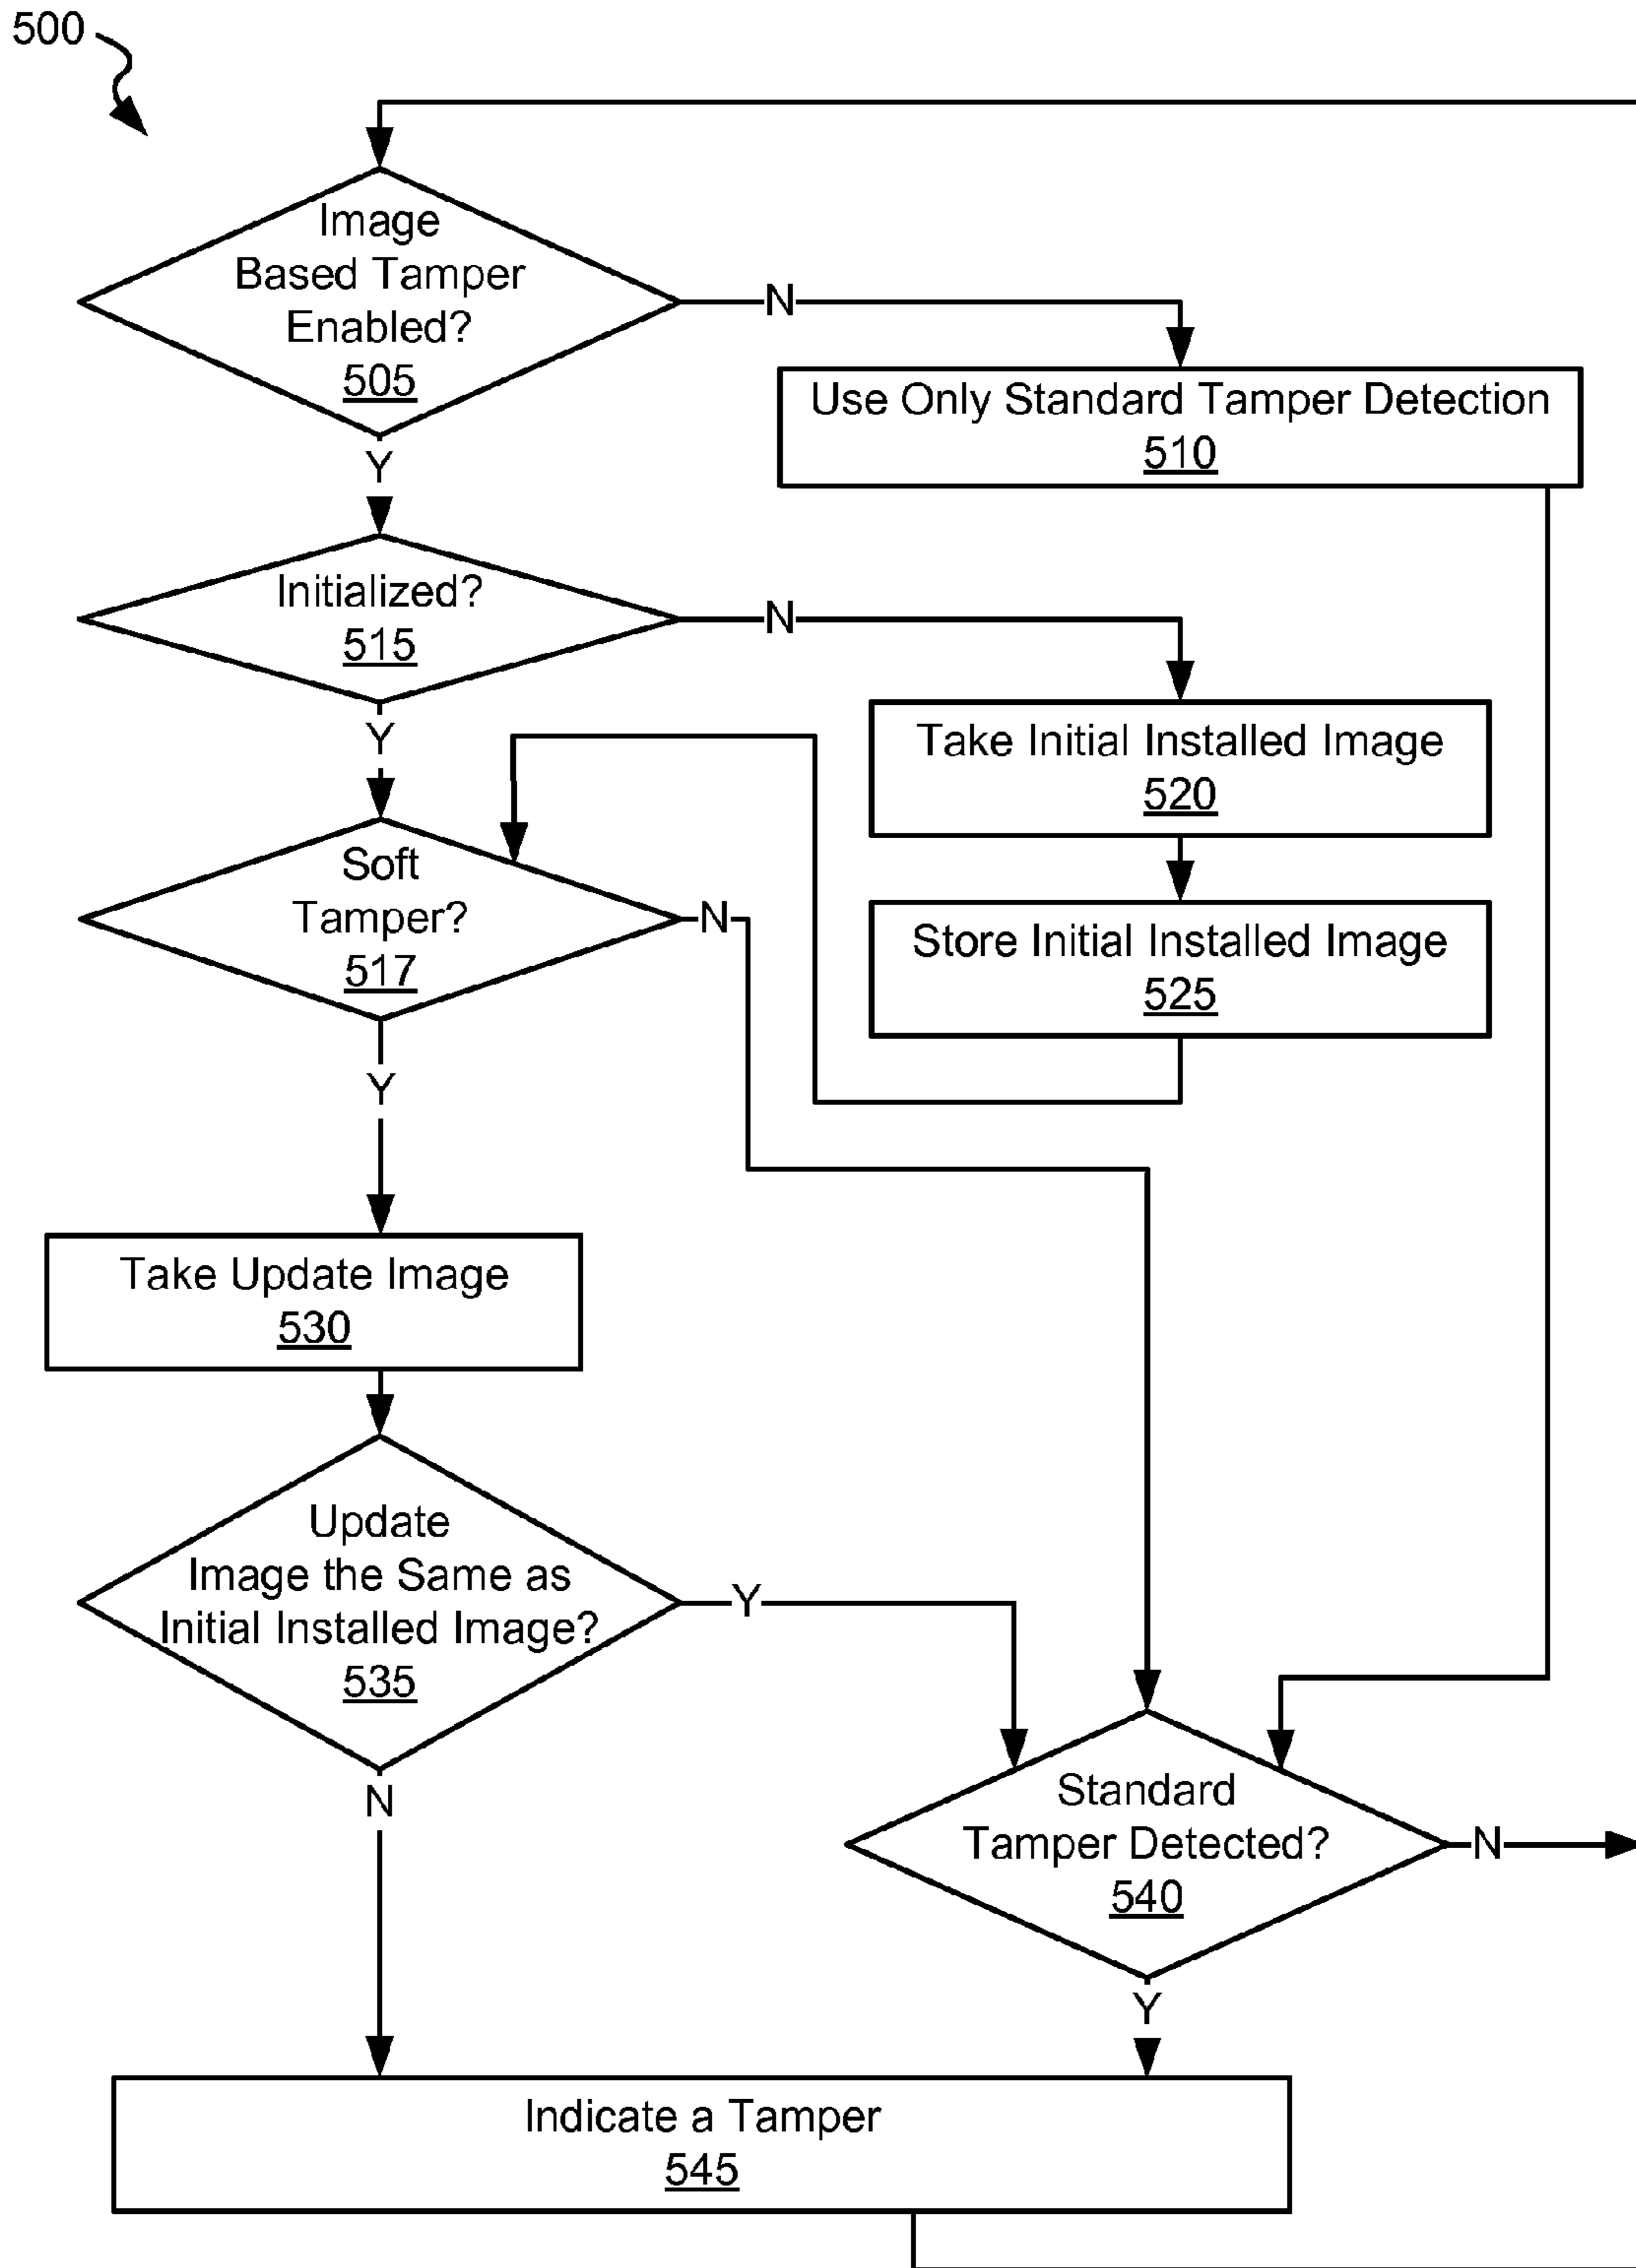 500
Image
Based Tamper
Enabled?
505
N
Use Only Standard Tamper Detection
510
Y
Initialized?
515
N
Take Initial Installed Image
520
Y
Soft
Tamper?
517
N
Store Initial Installed Image
525
Y
Take Update Image
530
Update
Image the Same as
Initial Installed Image?
535
Y
N
Standard
Tamper Detected?
540
N
Y
Indicate a Tamper
545